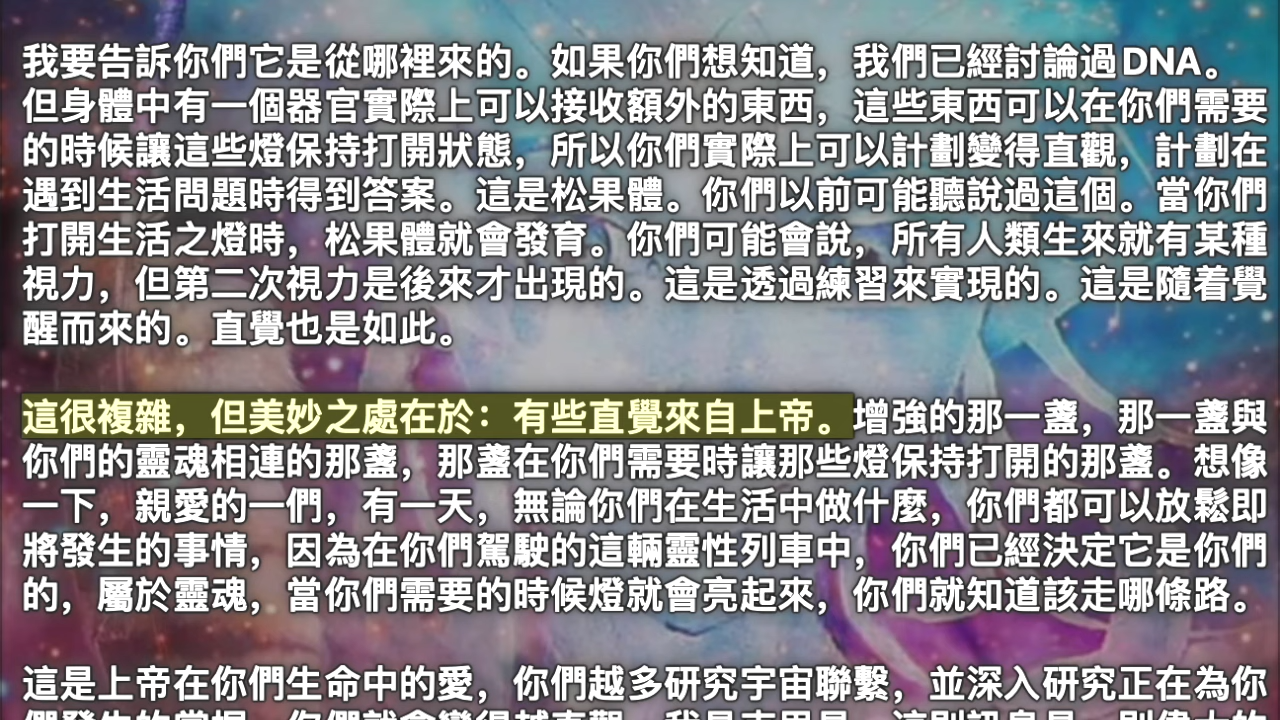 我要告訴你們它是從哪裡來的。如果你們想知道，我們已經討論過DNA。
但身體中有一個器官實際上可以接收額外的東西，這些東西可以在你們需要
的時候讓這些燈保持打開狀態，所以你們實際上可以計劃變得直觀，計劃在
遇到生活問題時得到答案。這是松果體。你們以前可能聽說過這個。當你們
打開生活之燈時，松果體就會發育。你們可能會說，所有人類生來就有某種
視力，但第二次視力是後來才出現的。這是透過練習來實現的。這是隨着覺
醒而來的。直覺也是如此。
這很複雜，但美妙之處在於：有些直覺來自上帝。增強的那一盞，那一盞與
你們的靈魂相連的那盞，那盞在你們需要時讓那些燈保持打開的那盞。想像
一下，親愛的一們，有一天，無論你們在生活中做什麼，你們都可以放鬆即
將發生的事情，因為在你們駕駛的這輛靈性列車中，你們已經決定它是你們
的，屬於靈魂，當你們需要的時候燈就會亮起來，你們就知道該走哪條路。
這是上帝在你們生命中的愛，你們越多研究宇宙聯繫，並深入研究正在為你